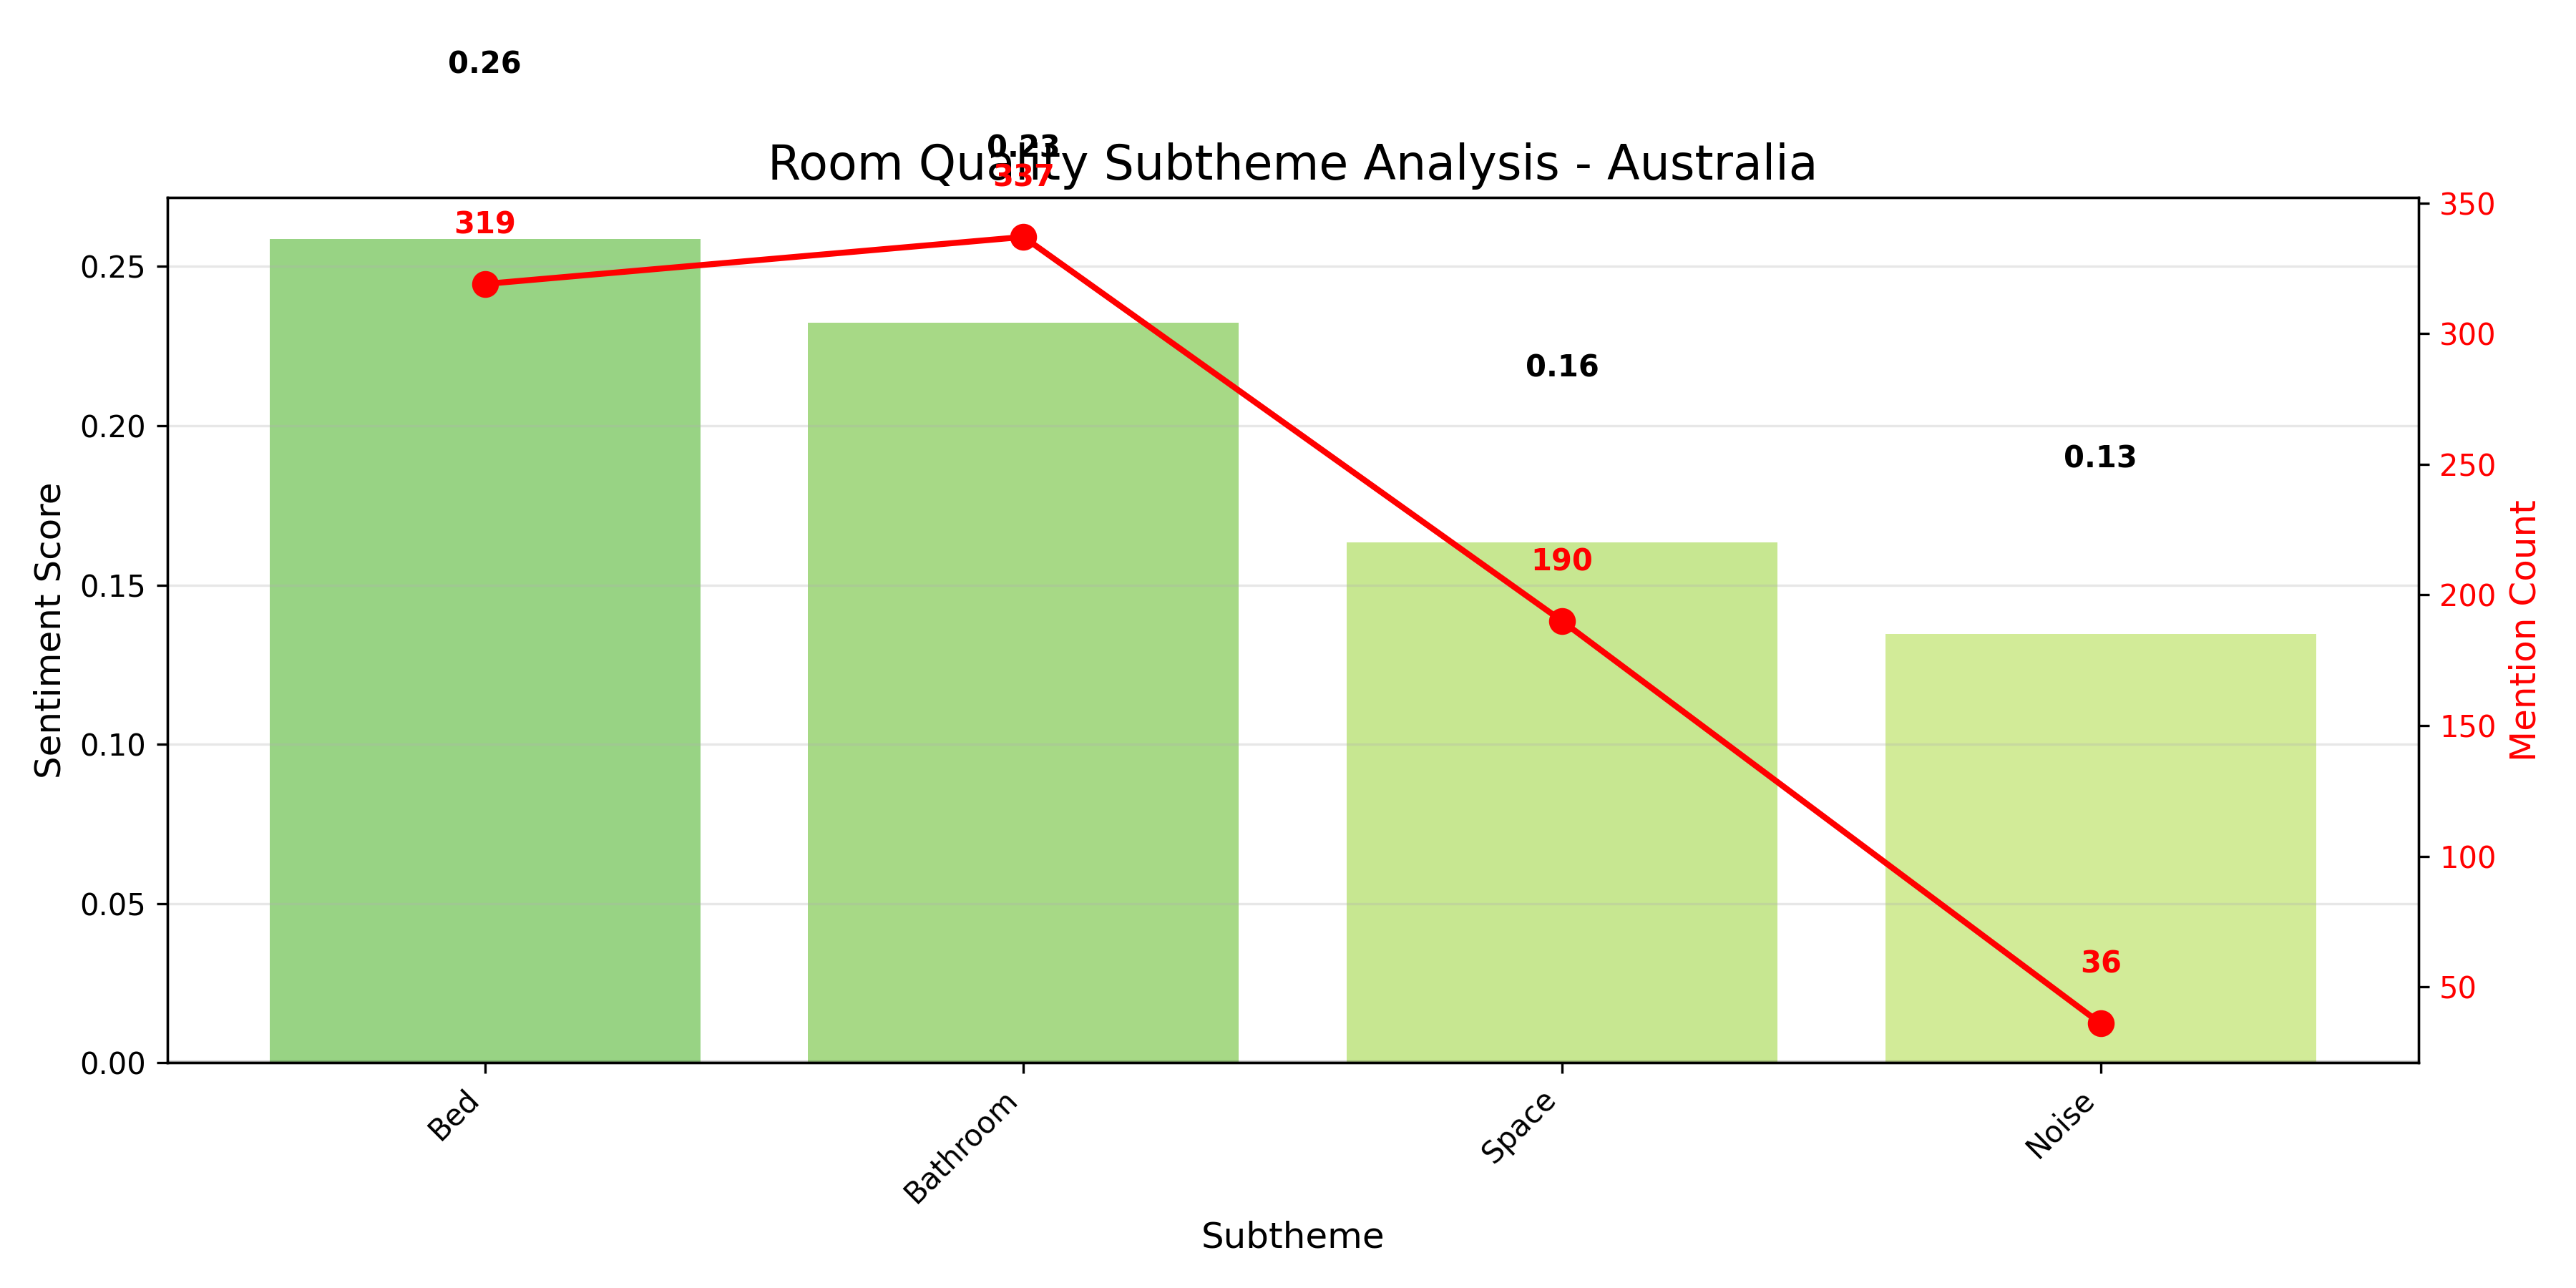 0.26
0.23
Room Quality Subtheme Analysis - Australia
337
319
0.16
0.13
190
36
Sentiment Score
0.25
0.20
0.15
0.10
0.05
0.00
350
300
250
200
150
100
50
Mention Count
Bed
Bathroom
Space
Noise
Subtheme